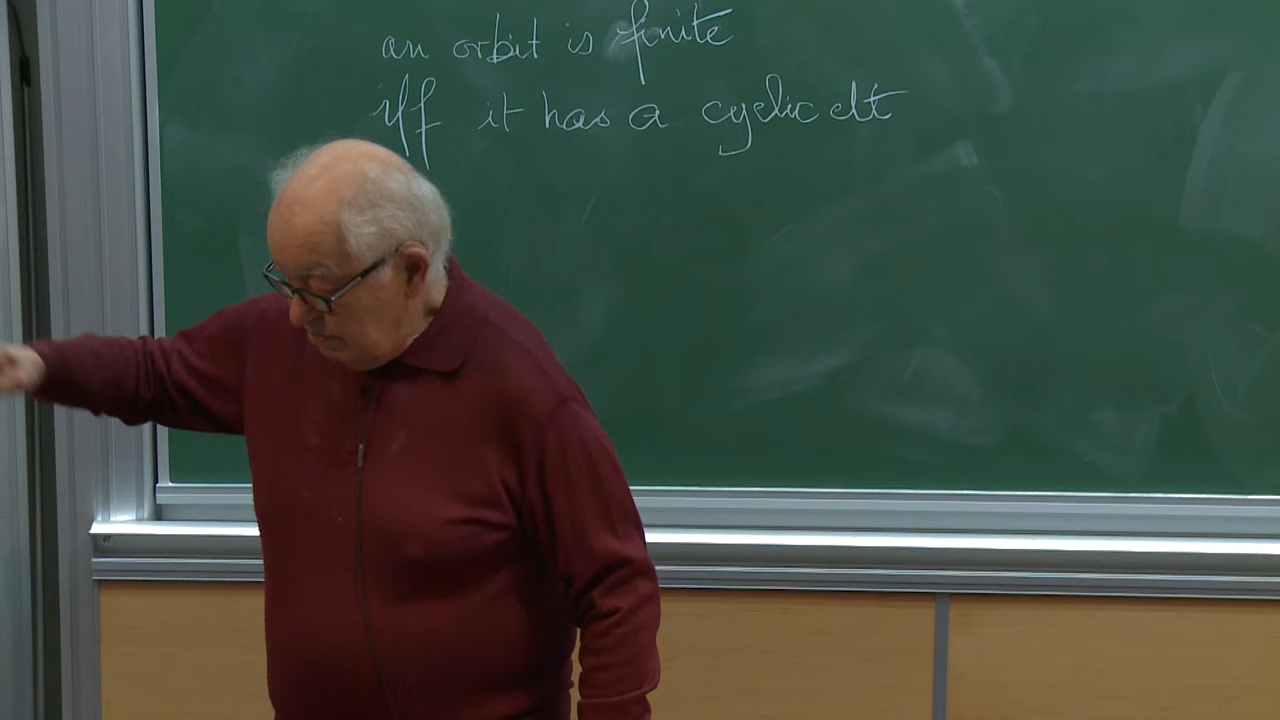 an orbit is finite
iff it has a cyclic elt